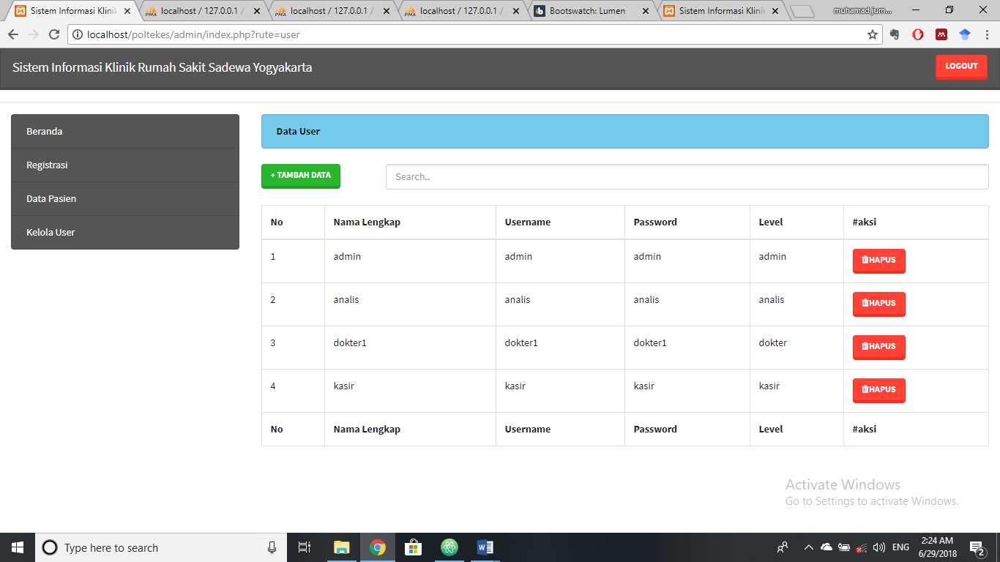 Sistem Informasi Klinik
localhost / 127.0.0.1 /
localhost / 127.0.0.1 /
localhost / 127.0.0.1 /
Bootswatch: Lumen
Sistem Informasi Klinik
muhamad jum...
localhost/poltekes/admin/index.php?rute=user
Sistem Informasi Klinik Rumah Sakit Sadewa Yogyakarta
LOGOUT
Beranda
Registrasi
Data Pasien
Kelola User
Data User
+ TAMBAH DATA
Search..
No Nama Lengkap Username Password Level #aksi
1 admin admin admin admin HAPUS
2 analis analis analis analis HAPUS
3 dokter1 dokter1 dokter1 dokter HAPUS
4 kasir kasir kasir kasir HAPUS
No Nama Lengkap Username Password Level #aksi
Activate Windows
Go to Settings to activate Windows.
Type here to search
ENG
2:24 AM
6/29/2018
2